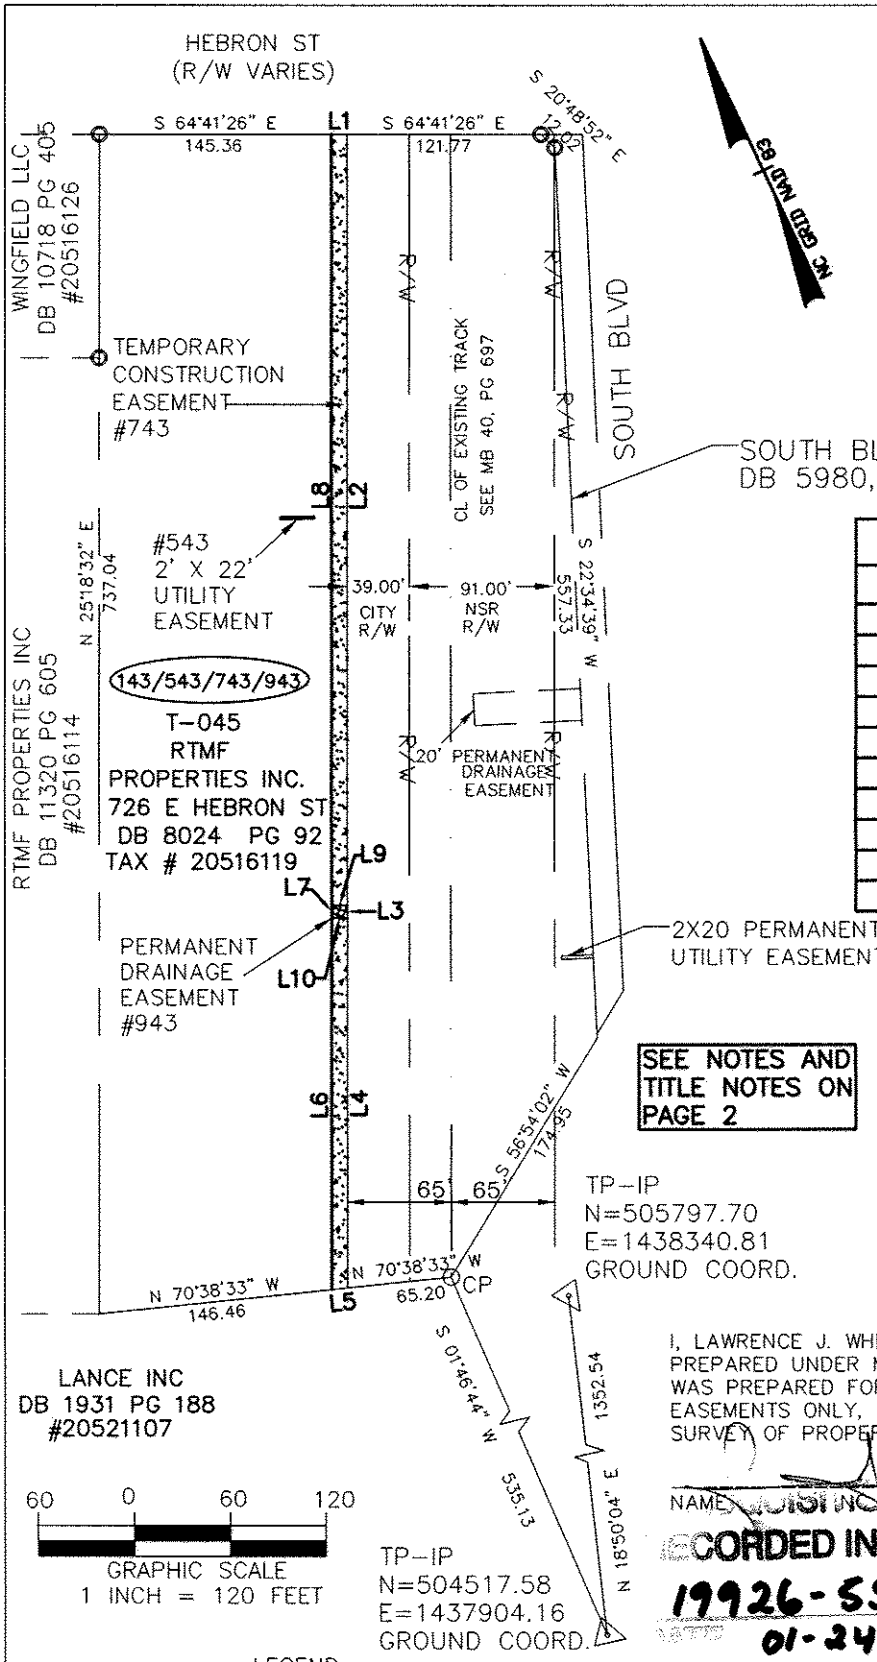 HEBRON ST
(R/W VARIES)
S 64°41'26" E
145.36
L1
S 64°41'26" E
121.77
S 20°48'52" E
12.02
NC GRID NAD'83
WINGFIELD LLC
DB 10718 PG 405
#20516126
TEMPORARY
CONSTRUCTION
EASEMENT
#743
R/W
R/W
R/W
CL OF EXISTING TRACK
SEE MB 40, PG 697
SOUTH BLVD
SOUTH BL
DB 5980,
L8
L2
#543
2' X 22'
UTILITY
EASEMENT
N 25°18'32" E
737.04
39.00'
CITY
R/W
91.00'
NSR
R/W
S 22°34'39" W
557.33
RTMF PROPERTIES INC
DB 11320 PG 605
#20516114
143/543/743/943
T-045
RTMF
PROPERTIES INC.
726 E HEBRON ST
DB 8024 PG 92
TAX # 20516119
R/W
R/W
20' PERMANENT
DRAINAGE
EASEMENT
L9
L7
L3
L10
PERMANENT
DRAINAGE
EASEMENT
#943
2X20 PERMANENT
UTILITY EASEMENT
SEE NOTES AND
TITLE NOTES ON
PAGE 2
L6
L4
S 56°54'02" W
174.95
65'
65'
TP-IP
N=505797.70
E=1438340.81
GROUND COORD.
N 70°38'33" W
146.46
L5
N 70°38'33" W
65.20
CP
LANCE INC
DB 1931 PG 188
#20521107
S 01°46'44" W
535.13
1352.54
N 18°50'04" E
I, LAWRENCE J. WH
PREPARED UNDER
WAS PREPARED FO
EASEMENTS ONLY,
SURVEY OF PROPE
NAME
RECORDED IN
19926-55
01-24
60 0 60 120
GRAPHIC SCALE
1 INCH = 120 FEET
TP-IP
N=504517.58
E=1437904.16
GROUND COORD.
LEGEND